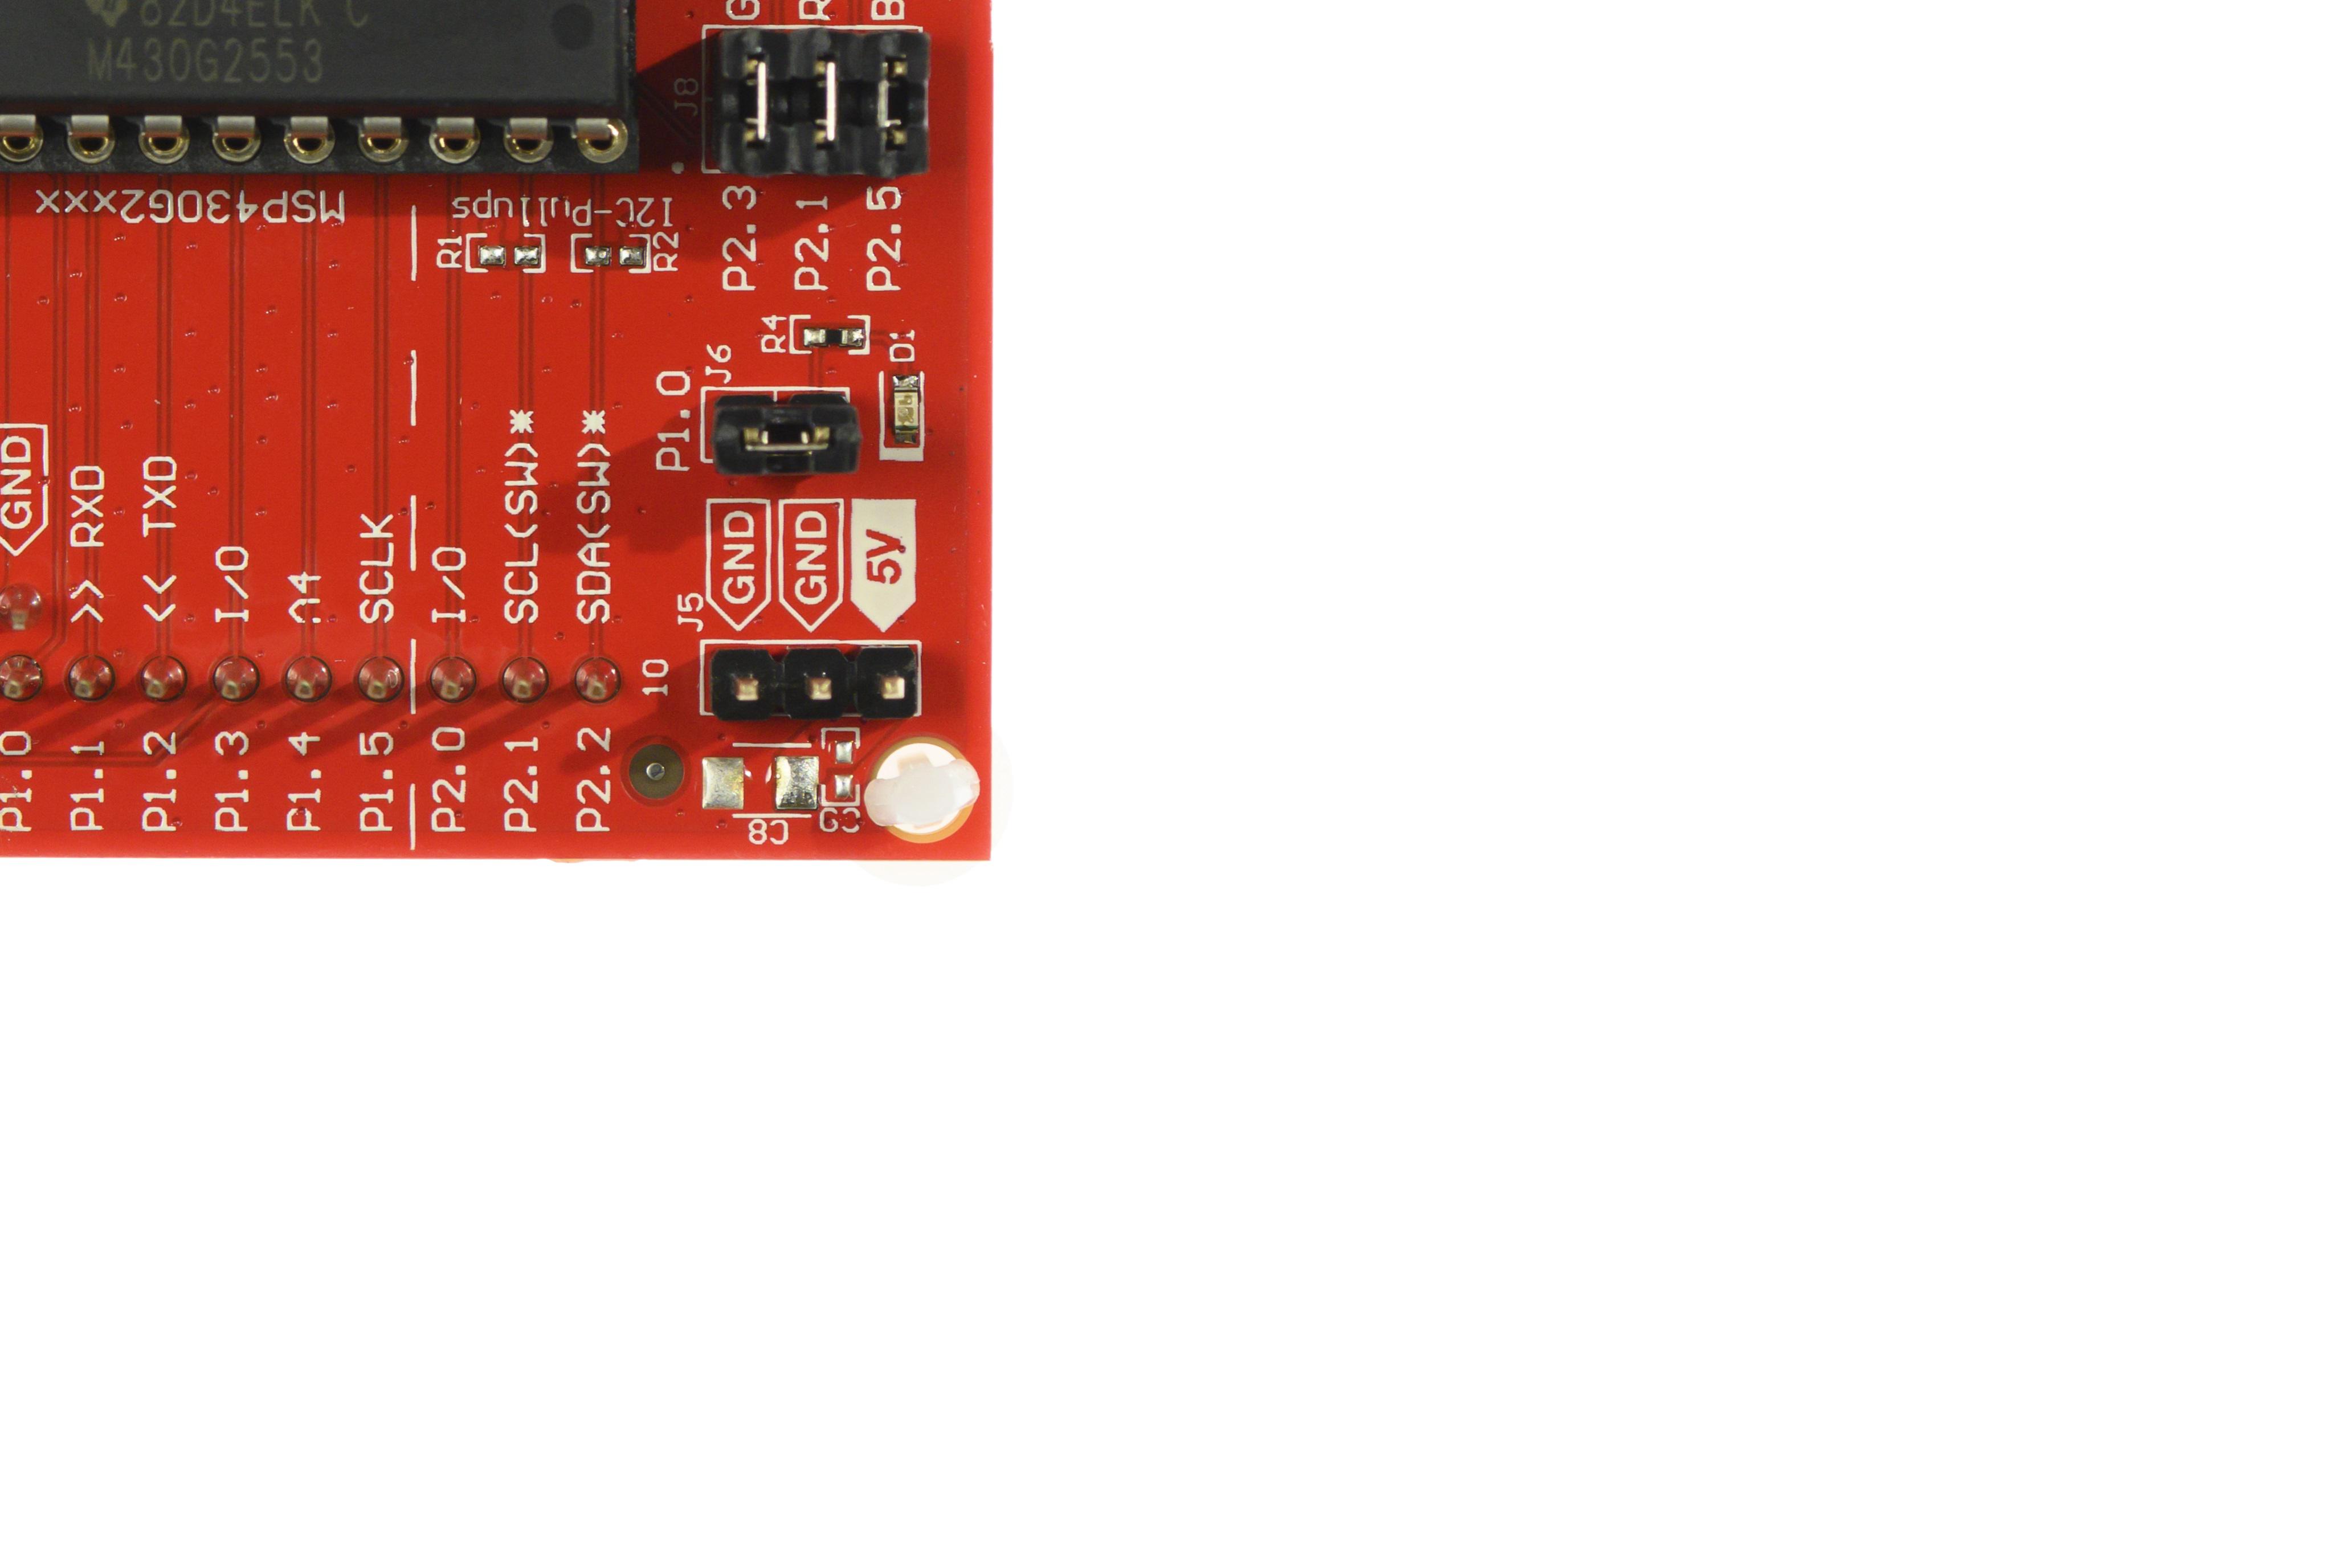 82D4ELK C
M430G2553
G
R
B
J8
MSP430G2xxx
I2C-Pullups
R1
R2
P2.3
P2.1
P2.5
R4
D1
J6
P1.0
GND
>> RXD
<< TXD
I/O
A4
SCLK
I/O
SCL(SW)*
SDA(SW)*
GND
GND
5V
J5
10
P1.0
P1.1
P1.2
P1.3
P1.4
P1.5
P2.0
P2.1
P2.2
C8
C9